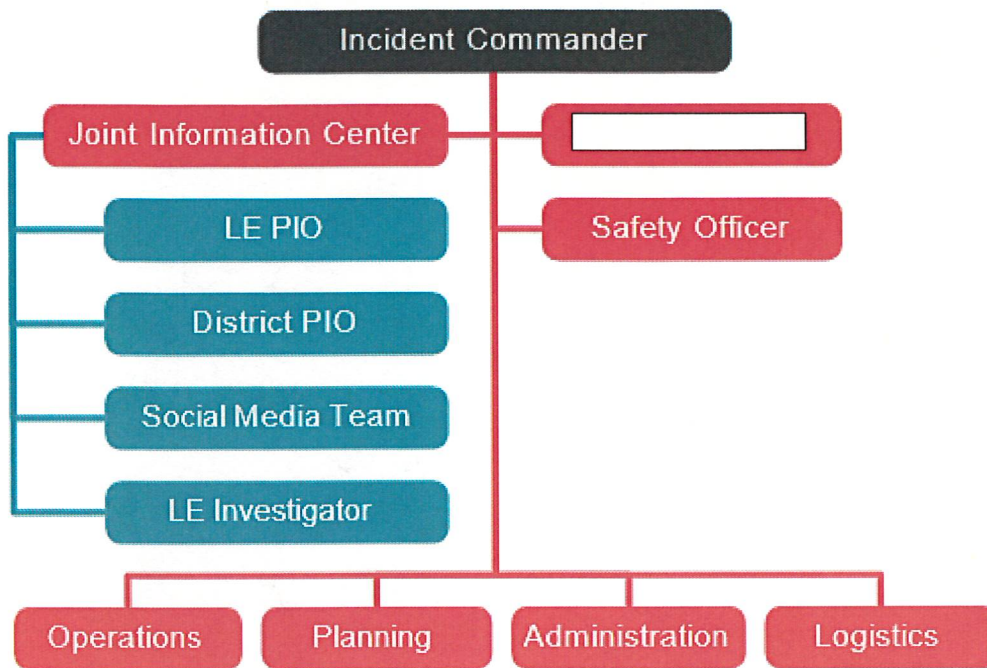 Incident Commander
Joint Information Center
LE PIO
Safety Officer
District PIO
Social Media Team
LE Investigator
Operations
Planning
Administration
Logistics